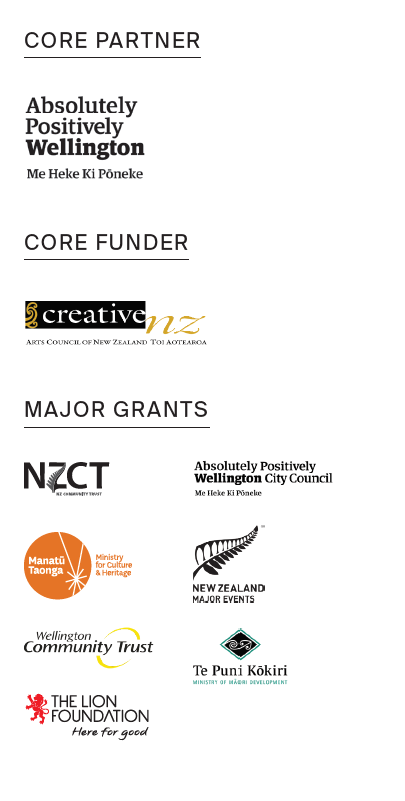 CORE PARTNER
Absolutely
Positively
Wellington
Me Heke Ki Pōneke
CORE FUNDER
creative nz
ARTS COUNCIL OF NEW ZEALAND TOI AOTEAROA
MAJOR GRANTS
NZCT
NZ COMMUNITY TRUST
Absolutely Positively
Wellington City Council
Me Heke Ki Pōneke
Manatū
Taonga
Ministry
for Culture
& Heritage
NEW ZEALAND
MAJOR EVENTS
Wellington
Community Trust
Te Puni Kōkiri
MINISTRY OF MĀORI DEVELOPMENT
THE LION
FOUNDATION
Here for good